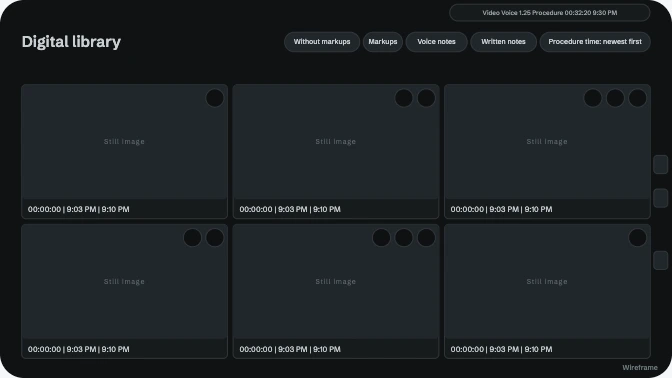 Video Voice 1.25 Procedure 00:32:20 9:30 PM
Digital library
Without markups
Markups
Voice notes
Written notes
Procedure time: newest first
Still Image
Still Image
Still Image
00:00:00 | 9:03 PM | 9:10 PM
00:00:00 | 9:03 PM | 9:10 PM
00:00:00 | 9:03 PM | 9:10 PM
Still Image
Still Image
Still Image
00:00:00 | 9:03 PM | 9:10 PM
00:00:00 | 9:03 PM | 9:10 PM
00:00:00 | 9:03 PM | 9:10 PM
Wireframe